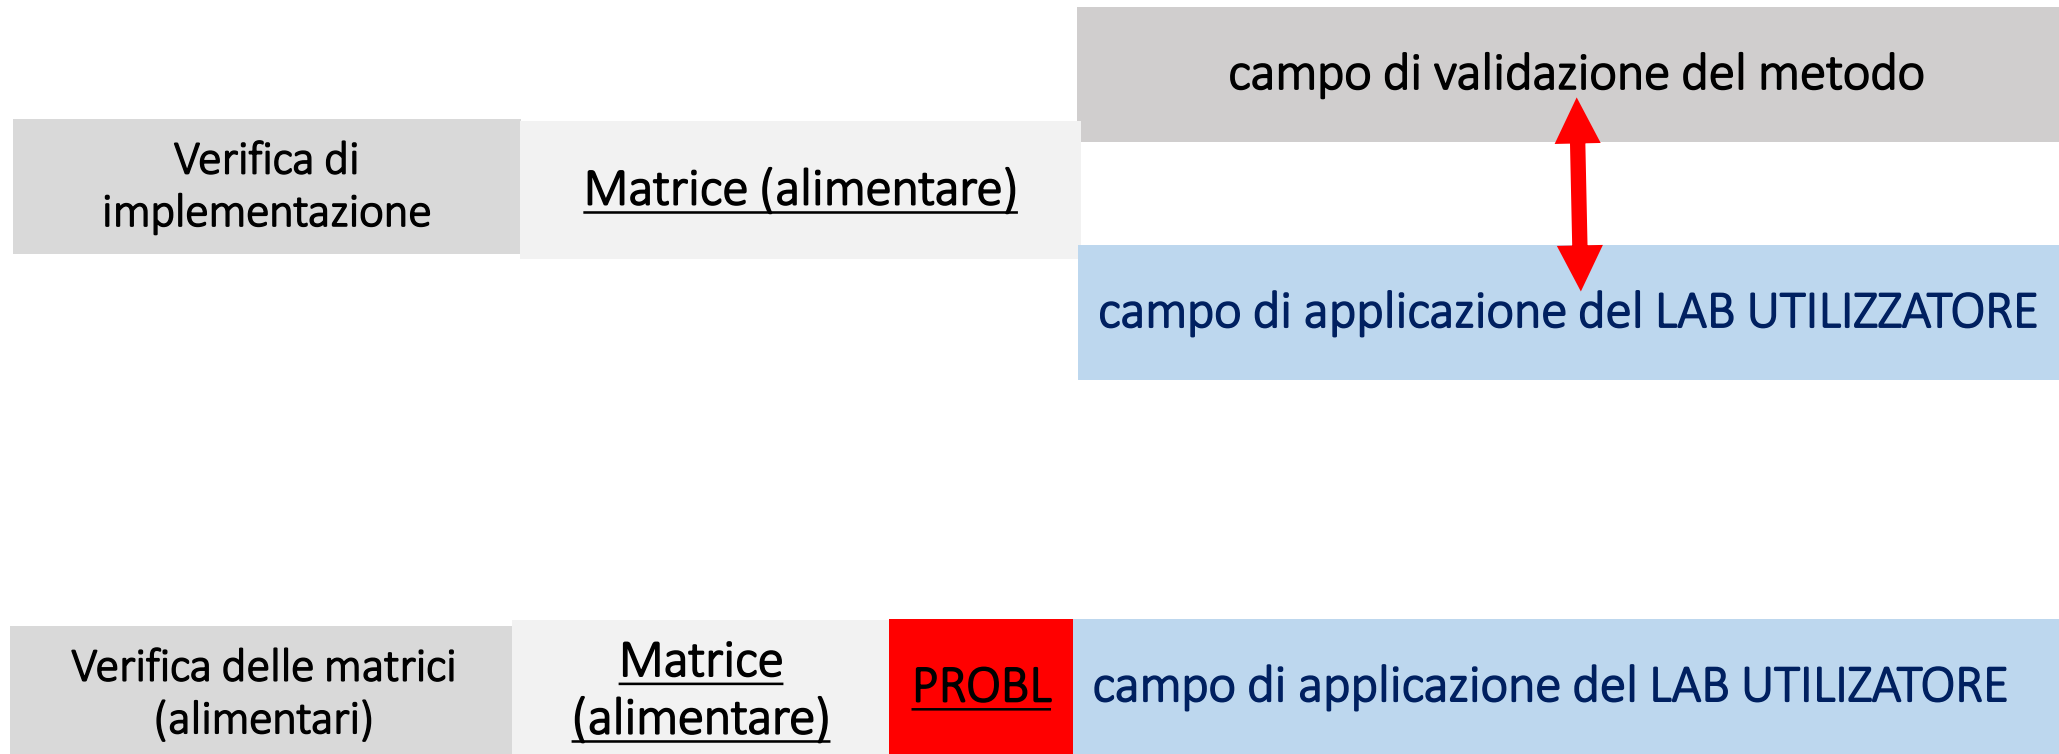 campo di validazione del metodo
Verifica di
implementazione
Matrice (alimentare)
campo di applicazione del LAB UTILIZZATORE
Verifica delle matrici
(alimentari)
Matrice
(alimentare)
PROBL
campo di applicazione del LAB UTILIZATORE